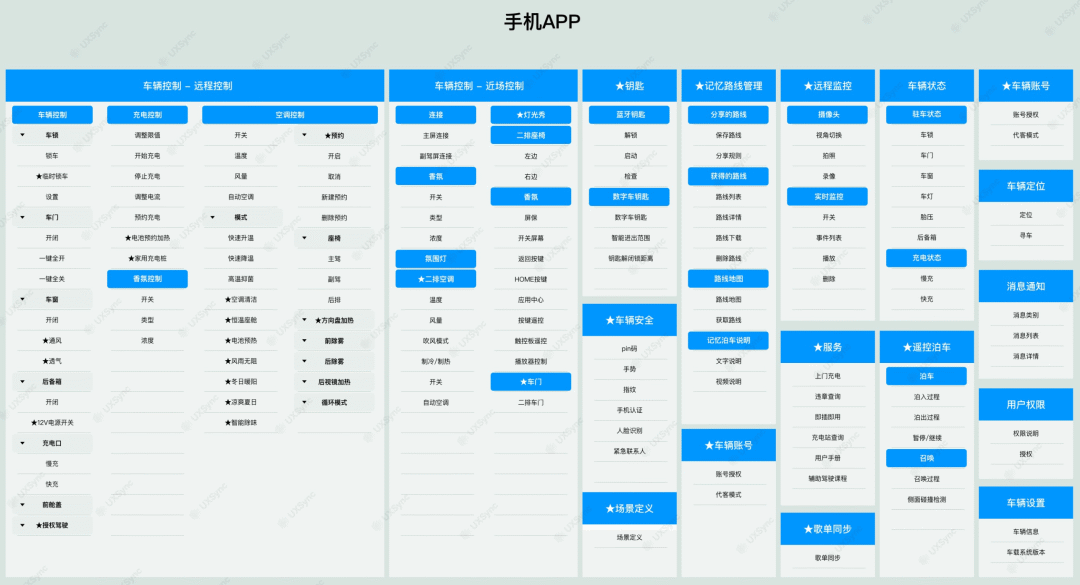 手机APP
车辆控制 – 远程控制
车辆控制
车锁
锁车
★临时锁车
设置
车门
开闭
一键全开
一键全关
车窗
开闭
★通风
★透气
后备箱
开闭
★12V电源开关
充电口
慢充
快充
前舱盖
★授权驾驶
充电控制
调整限值
开始充电
停止充电
调整电流
预约充电
★电池预约加热
★家用充电桩
香氛控制
开关
类型
浓度
空调控制
开关
温度
风量
自动空调
模式
快速升温
快速降温
高温抑菌
★空调清洁
★恒温座舱
★电池预热
★风雨无阻
★冬日暖阳
★凉爽夏日
★智能除味
★预约
开启
取消
新建预约
删除预约
座椅
主驾
副驾
后排
★方向盘加热
前除雾
后除雾
后视镜加热
循环模式
车辆控制 – 近场控制
连接
主屏连接
副驾屏连接
香氛
开关
类型
浓度
氛围灯
★二排空调
温度
风量
吹风模式
制冷/制热
开关
自动空调
★灯光秀
二排座椅
左边
右边
香氛
屏保
开关屏幕
返回按键
HOME按键
应用中心
按键遥控
触控板遥控
播放器控制
★车门
二排车门
★钥匙
蓝牙钥匙
解锁
启动
检查
数字车钥匙
数字车钥匙
智能进出范围
钥匙解闭锁距离
★车辆安全
pin码
手势
指纹
手机认证
人脸识别
紧急联系人
★场景定义
场景定义
★记忆路线管理
分享的路线
保存路线
分享规则
获得的路线
路线列表
路线详情
路线下载
删除路线
路线地图
路线地图
获取路线
记忆泊车说明
文字说明
视频说明
★车辆账号
账号授权
代客模式
★远程监控
摄像头
视角切换
拍照
录像
实时监控
开关
事件列表
播放
删除
★服务
上门充电
违章查询
即插即用
充电站查询
用户手册
辅助驾驶课程
★歌单同步
歌单同步
车辆状态
驻车状态
车锁
车门
车窗
车灯
胎压
后备箱
充电状态
慢充
快充
★遥控泊车
泊车
泊入过程
泊出过程
暂停/继续
召唤
召唤过程
侧面碰撞检测
★车辆账号
账号授权
代客模式
车辆定位
定位
寻车
消息通知
消息类别
消息列表
消息详情
用户权限
权限说明
授权
车辆设置
车辆信息
车载系统版本
UXSync